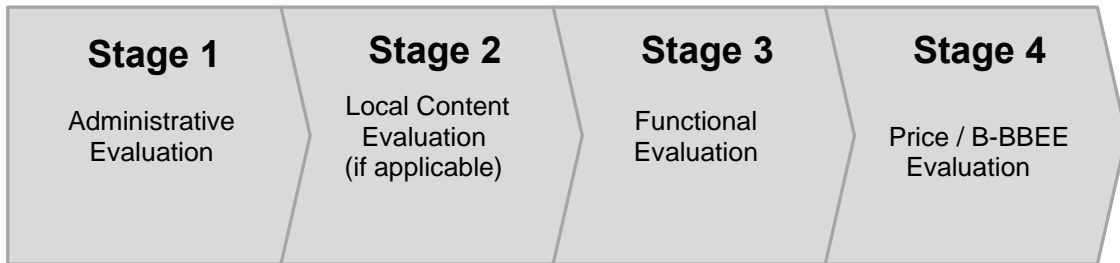 Stage 1
Administrative
Evaluation
Stage 2
Local Content
Evaluation
(if applicable)
Stage 3
Functional
Evaluation
Stage 4
Price / B-BBEE
Evaluation